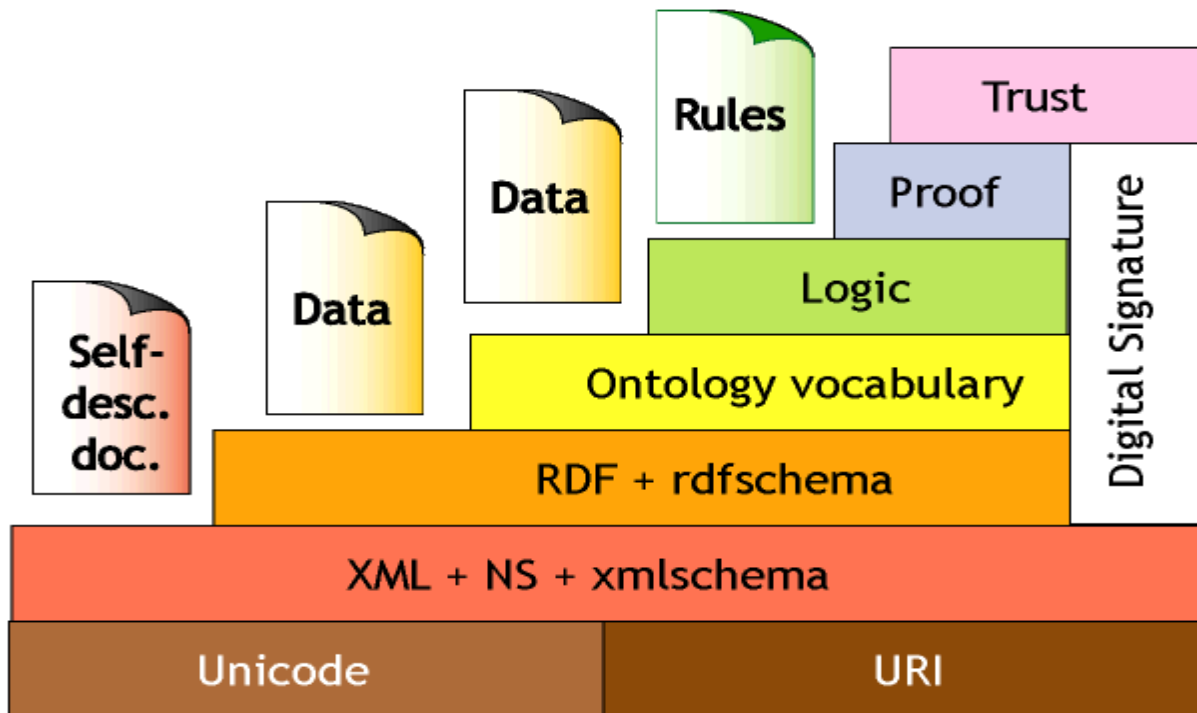 Trust
Rules
Proof
Data
Logic
Data
Ontology vocabulary
Digital Signature
Self-
desc.
doc.
RDF + rdfschema
XML + NS + xmlschema
Unicode
URI